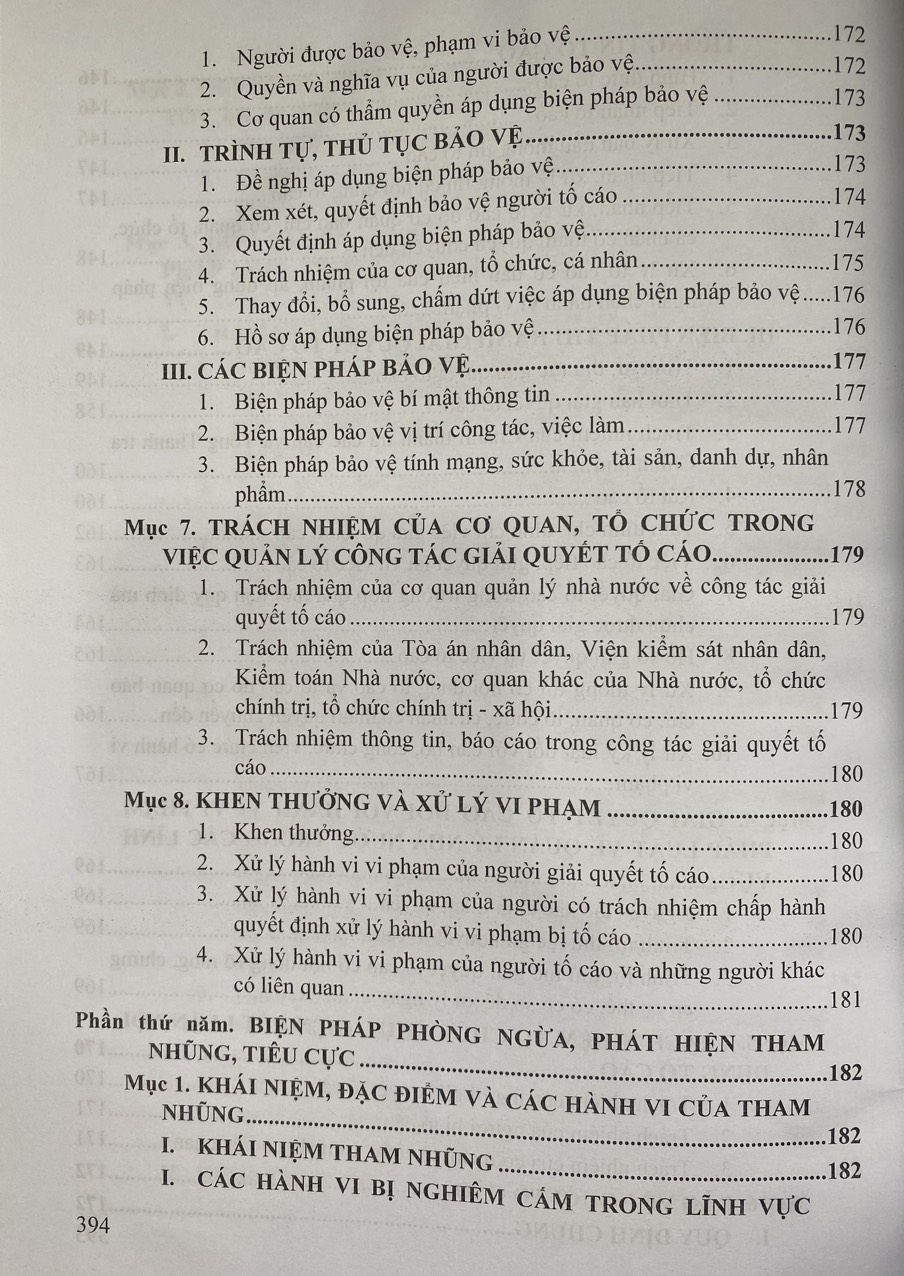 1. Người được bảo vệ, phạm vi bảo vệ ................172
2. Quyền và nghĩa vụ của người được bảo vệ................172
3. Cơ quan có thẩm quyền áp dụng biện pháp bảo vệ ................173
II. TRÌNH TỰ, THỦ TỤC BẢO VỆ................173
1. Đề nghị áp dụng biện pháp bảo vệ................173
2. Xem xét, quyết định bảo vệ người tố cáo ................174
3. Quyết định áp dụng biện pháp bảo vệ................174
4. Trách nhiệm của cơ quan, tổ chức, cá nhân................175
5. Thay đổi, bổ sung, chấm dứt việc áp dụng biện pháp bảo vệ.....176
6. Hồ sơ áp dụng biện pháp bảo vệ................176
III. CÁC BIỆN PHÁP BẢO VỆ................177
1. Biện pháp bảo vệ bí mật thông tin ................177
2. Biện pháp bảo vệ vị trí công tác, việc làm................177
3. Biện pháp bảo vệ tính mạng, sức khỏe, tài sản, danh dự, nhân
phẩm................178
Mục 7. TRÁCH NHIỆM CỦA CƠ QUAN, TỔ CHỨC TRONG
VIỆC QUẢN LÝ CÔNG TÁC GIẢI QUYẾT TỐ CÁO................179
1. Trách nhiệm của cơ quan quản lý nhà nước về công tác giải
quyết tố cáo ................179
2. Trách nhiệm của Tòa án nhân dân, Viện kiểm sát nhân dân,
Kiểm toán Nhà nước, cơ quan khác của Nhà nước, tổ chức
chính trị, tổ chức chính trị - xã hội................179
3. Trách nhiệm thông tin, báo cáo trong công tác giải quyết tố
cáo ................180
Mục 8. KHEN THƯỞNG VÀ XỬ LÝ VI PHẠM ................180
1. Khen thưởng................180
2. Xử lý hành vi vi phạm của người giải quyết tố cáo................180
3. Xử lý hành vi vi phạm của người có trách nhiệm chấp hành
quyết định xử lý hành vi vi phạm bị tố cáo ................180
4. Xử lý hành vi vi phạm của người tố cáo và những người khác
có liên quan ................181
Phần thứ năm. BIỆN PHÁP PHÒNG NGỪA, PHÁT HIỆN THAM
NHŨNG, TIÊU CỰC ................182
Mục 1. KHÁI NIỆM, ĐẶC ĐIỂM VÀ CÁC HÀNH VI CỦA THAM
NHŨNG................182
I. KHÁI NIỆM THAM NHŨNG ................182
I. CÁC HÀNH VI BỊ NGHIÊM CẤM TRONG LĨNH VỰC
394